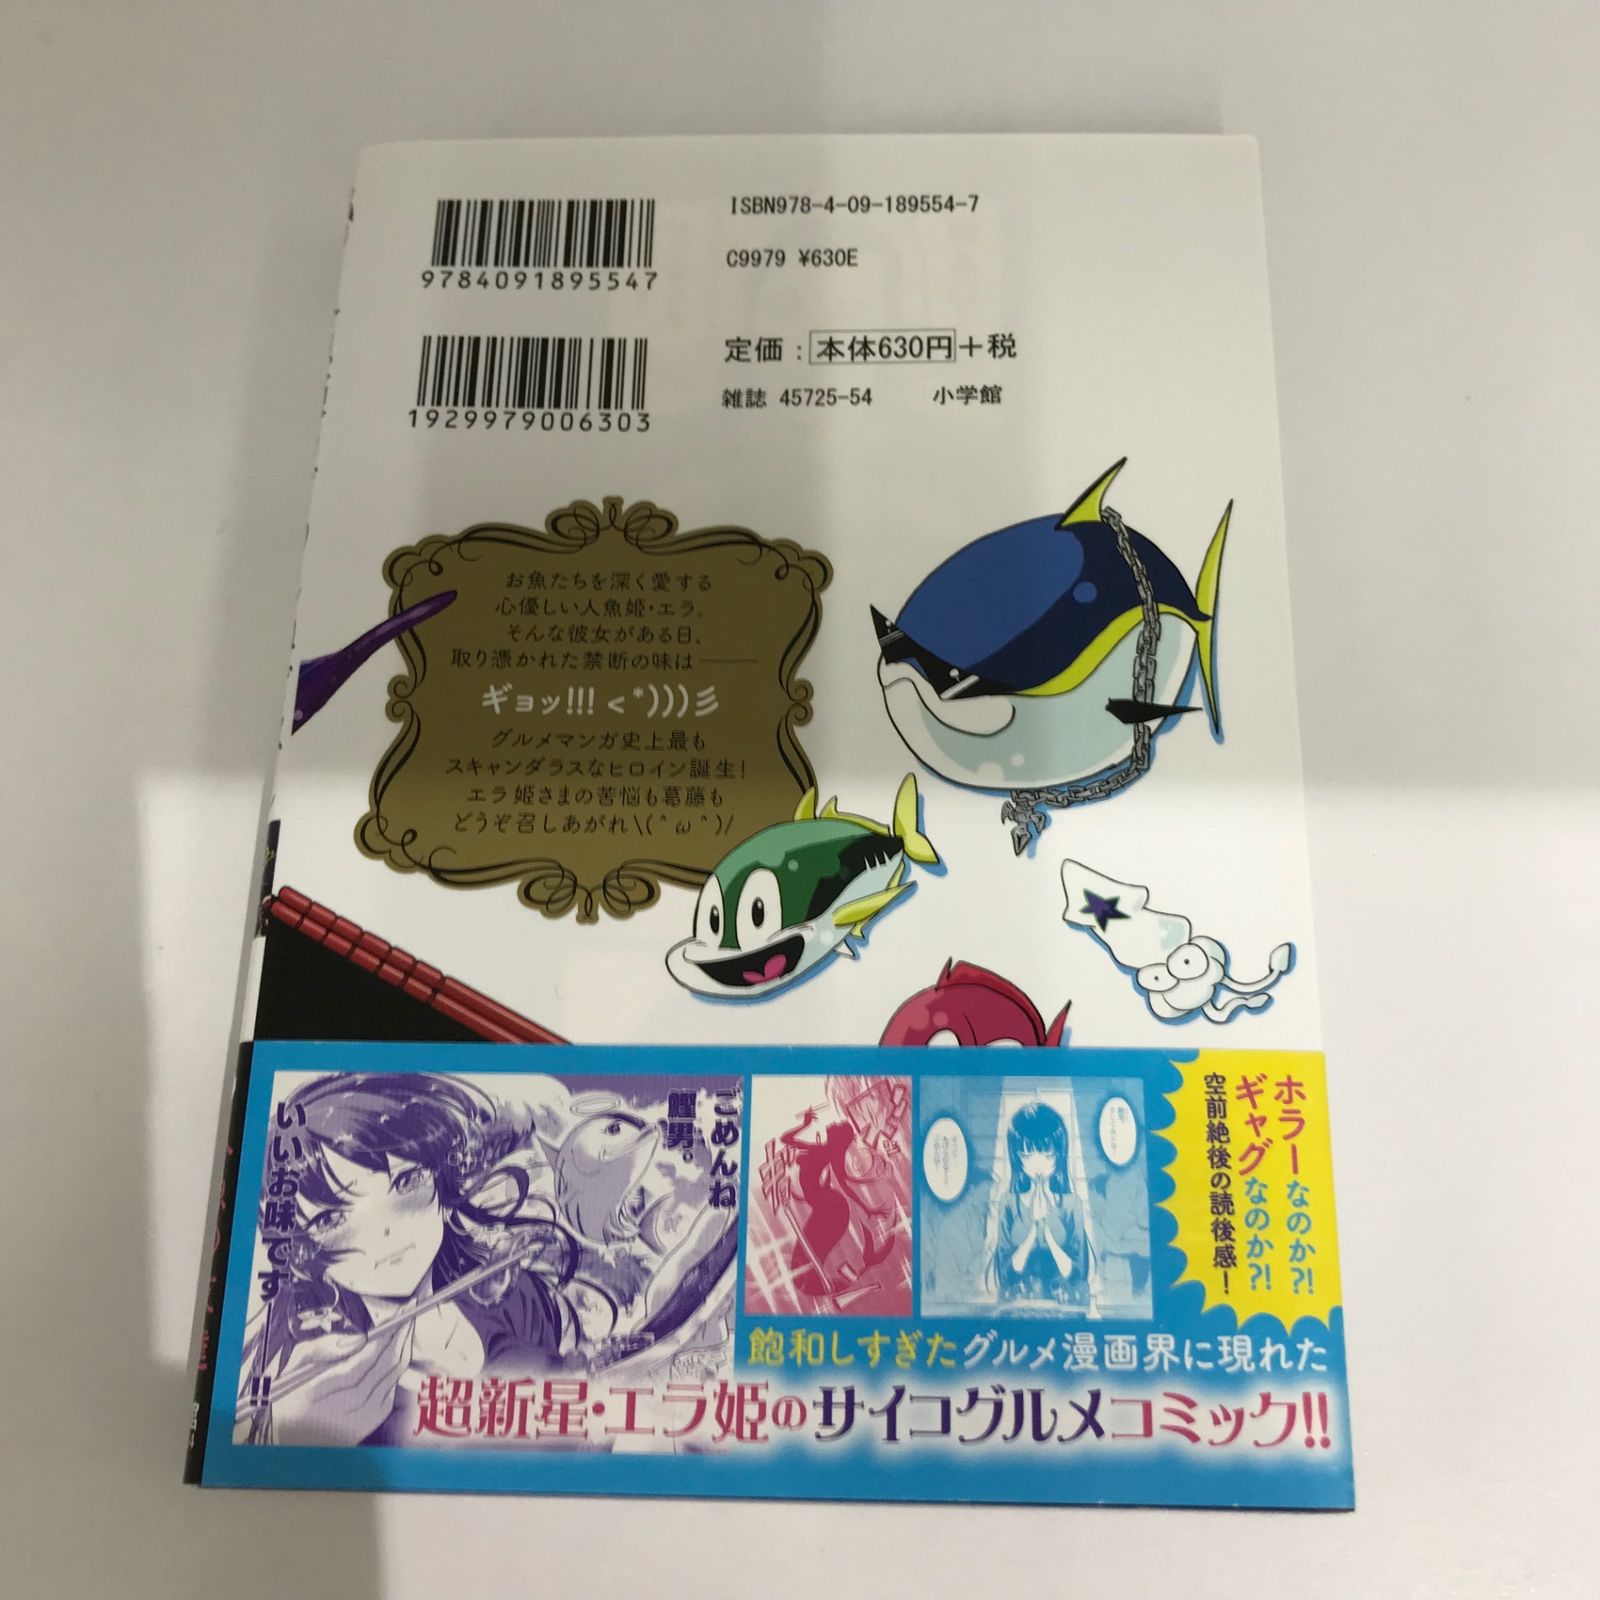 ISBN978-4-09-189554-7
C9979 ¥630E
9784091895547
定価：本体630円＋税
雑誌 45725-54 小学館
1929979006303
お魚たちを深く愛する
心優しい人魚姫・エラ。
そんな彼女がある日、
取り憑かれた禁断の味は───
ギョッ!!! <*)))彡
グルメマンガ史上最も
スキャンダラスなヒロイン誕生！
エラ姫さまの苦悩も葛藤も
どうぞ召しあがれ\(^ω^)/
ホラーなのか?!
ギャグなのか?!
空前絶後の読後感！
ごめんね
鰹男。
いいお味です───!!
飽和しすぎたグルメ漫画界に現れた
超新星・エラ姫のサイコグルメコミック!!